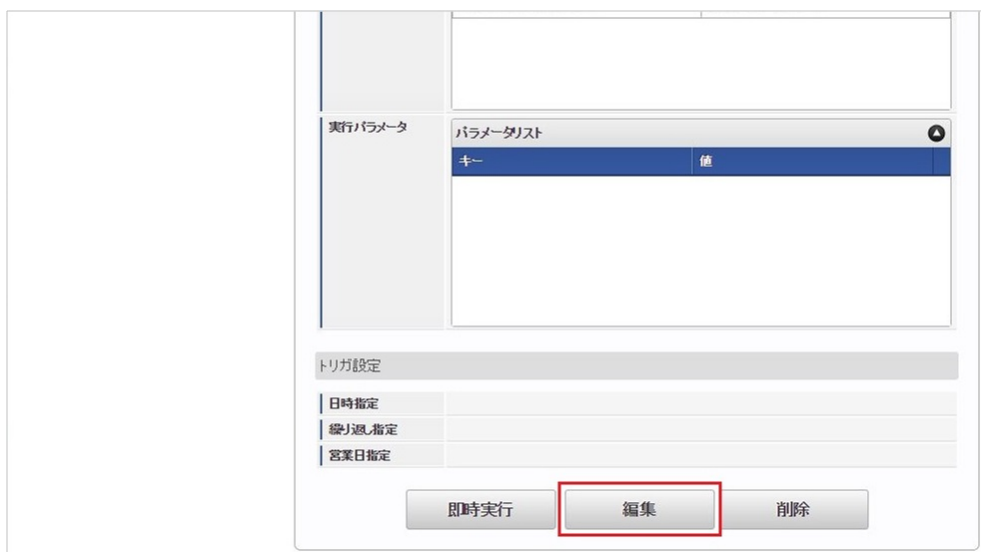 実行パラメータ
パラメータリスト
キー 値
トリガ設定
日時指定
繰り返し指定
営業日指定
即時実行 編集 削除